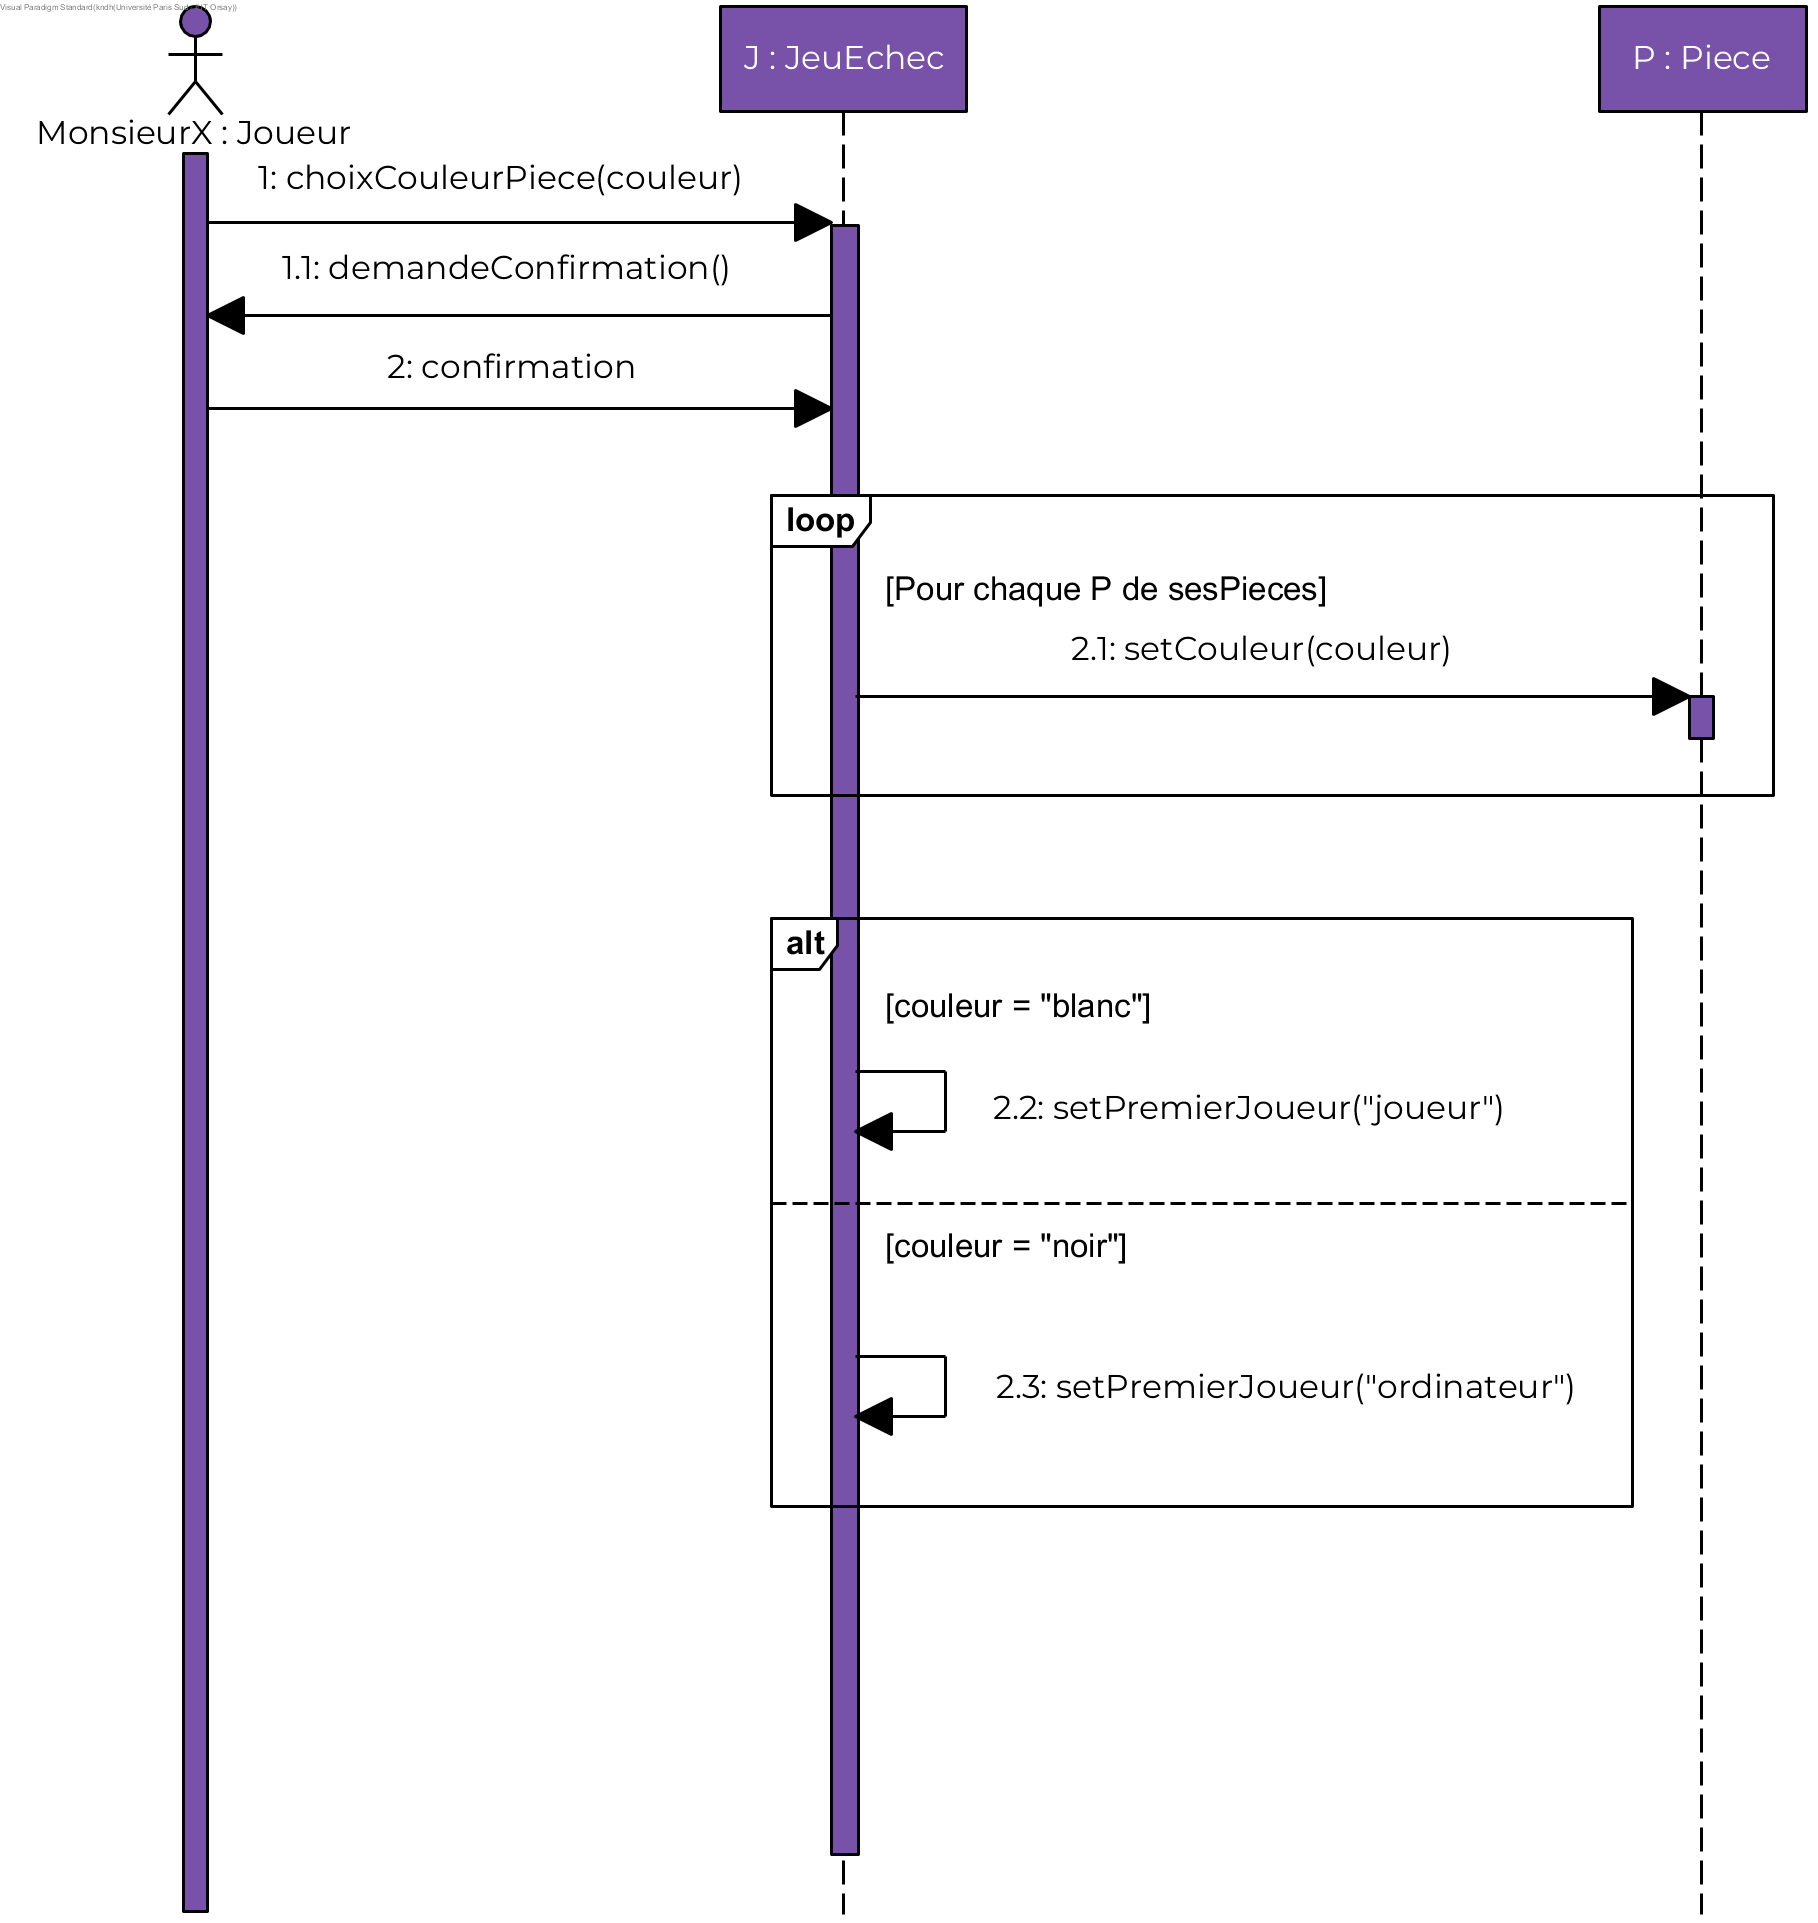 Visual Paradigm Standard(kndh(Université Paris Sud
J : JeuEchec
P : Piece
MonsieurX : Joueur
1: choixCouleurPiece(couleur)
1.1: demandeConfirmation()
2: confirmation
loop
[Pour chaque P de sesPieces]
2.1: setCouleur(couleur)
alt
[couleur = "blanc"]
2.2: setPremierJoueur("joueur")
[couleur = "noir"]
2.3: setPremierJoueur("ordinateur")